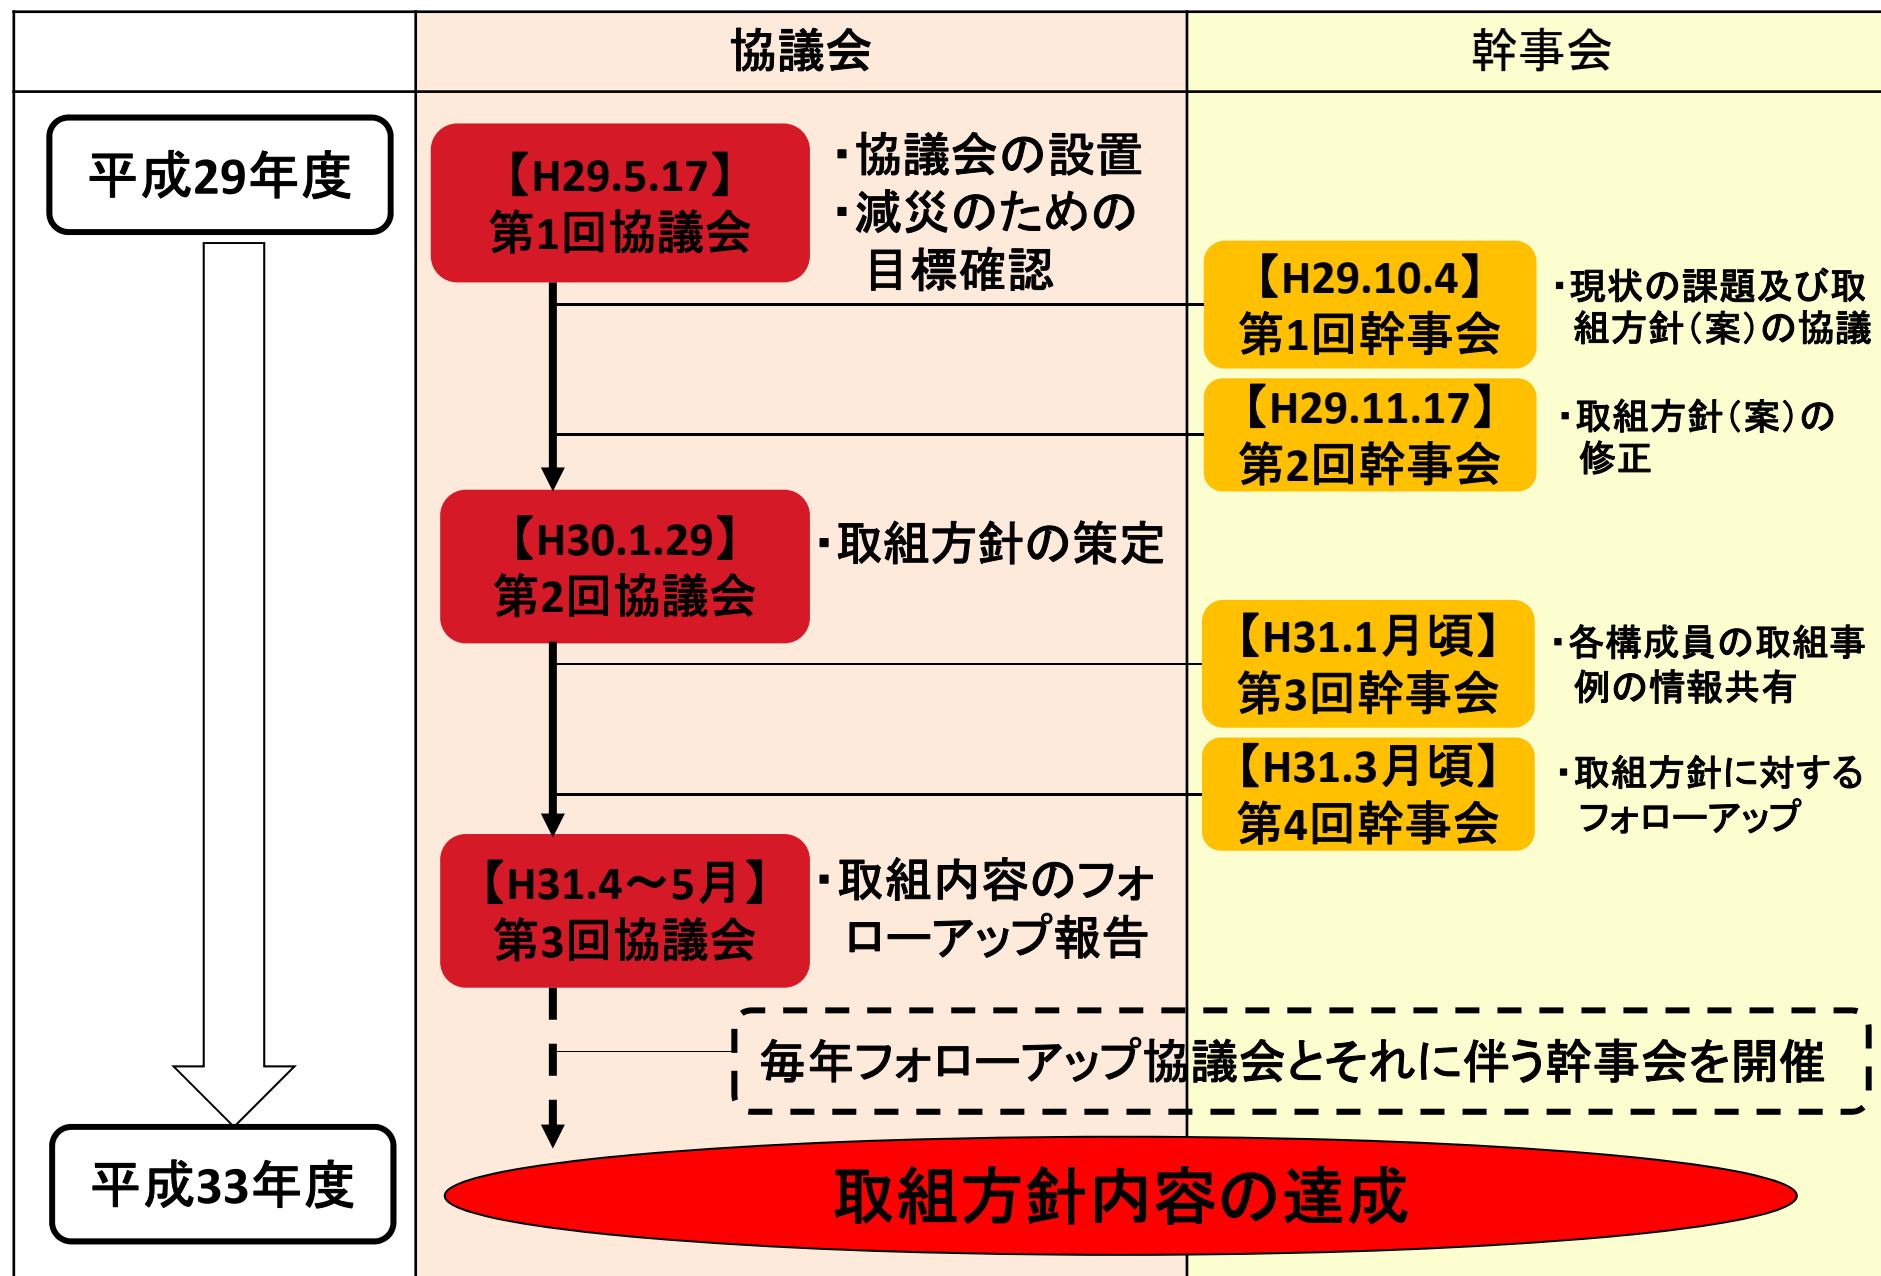 協議会
幹事会
平成29年度
【H29.5.17】
第1回協議会
・協議会の設置
・減災のための
目標確認
【H29.10.4】
第1回幹事会
・現状の課題及び取
組方針（案）の協議
【H29.11.17】
第2回幹事会
・取組方針（案）の
修正
【H30.1.29】
第2回協議会
・取組方針の策定
【H31.1月頃】
第3回幹事会
・各構成員の取組事
例の情報共有
【H31.3月頃】
第4回幹事会
・取組方針に対する
フォローアップ
【H31.4～5月】
第3回協議会
・取組内容のフォ
ローアップ報告
毎年フォローアップ協議会とそれに伴う幹事会を開催
平成33年度
取組方針内容の達成